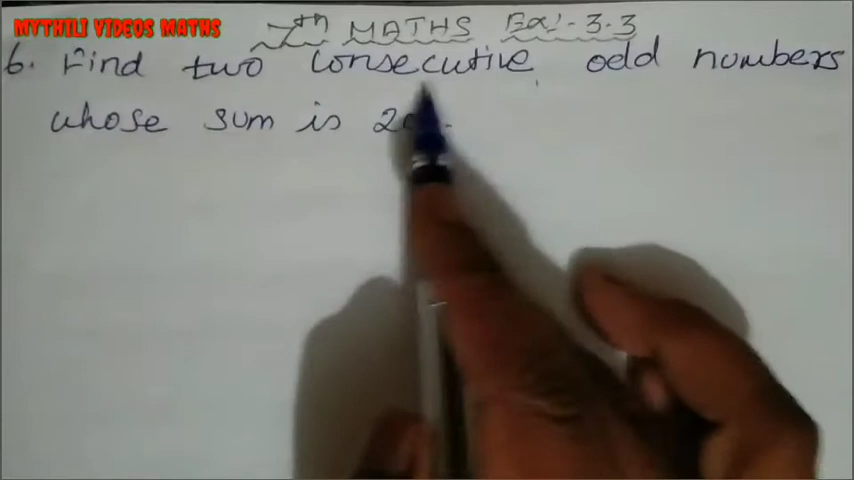 MYTHILI VIDEOS MATHS
7th MATHS Ex:- 3.3
6. Find two consecutive odd numbers
whose sum is